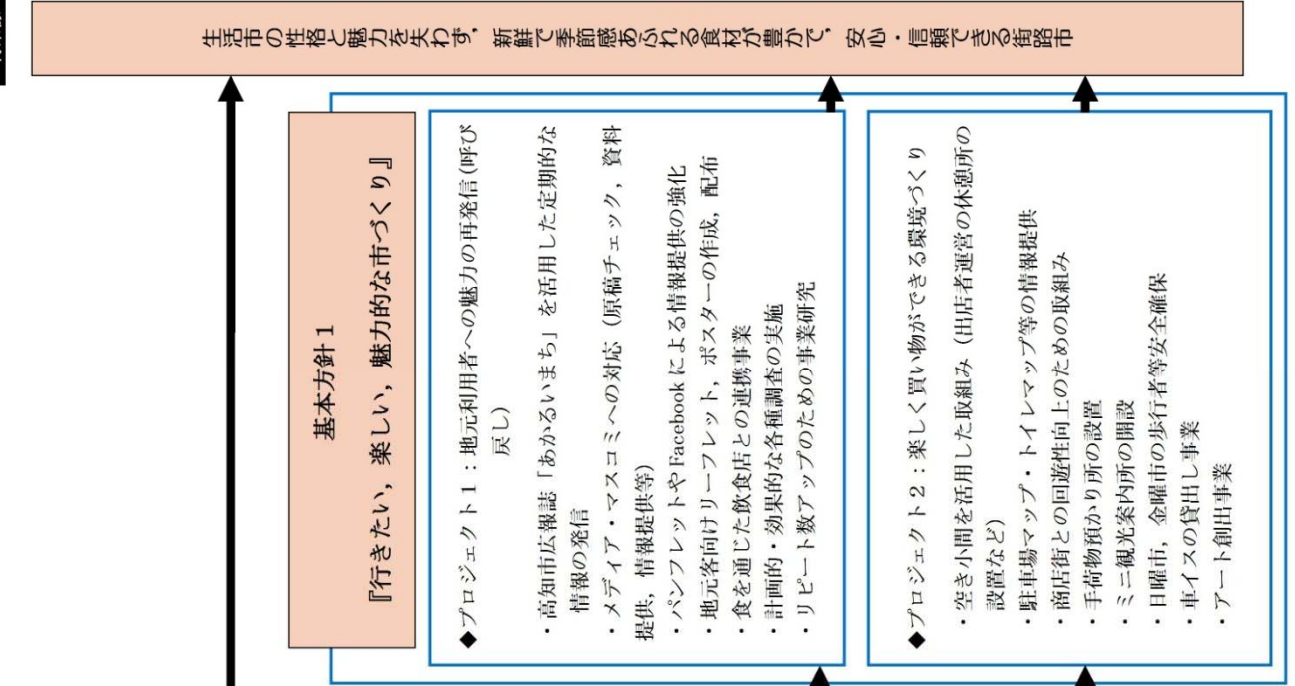 生活市の性格と魅力を失わず，新鮮で季節感あふれる食材が豊かで，安心・信頼できる街路市
基本方針１
『行きたい，楽しい，魅力的な市づくり』
◆プロジェクト１：地元利用者への魅力の再発信（呼び
戻し）
・高知市広報誌「あかるいまち」を活用した定期的な
情報の発信
・メディア・マスコミへの対応（原稿チェック，資料
提供，情報提供等）
・パンフレットや Facebook による情報提供の強化
・地元客向けリーフレット，ポスターの作成，配布
・食を通じた飲食店との連携事業
・計画的・効果的な各種調査の実施
・リピート数アップのための事業研究
◆プロジェクト２：楽しく買い物ができる環境づくり
・空き小間を活用した取組み（出店者運営の休憩所の
設置など）
・駐車場マップ・トイレマップ等の情報提供
・商店街との回遊性向上のための取組み
・手荷物預かり所の設置
・ミニ観光案内所の開設
・日曜市，金曜市の歩行者等安全確保
・車イスの貸出し事業
・アート創出事業